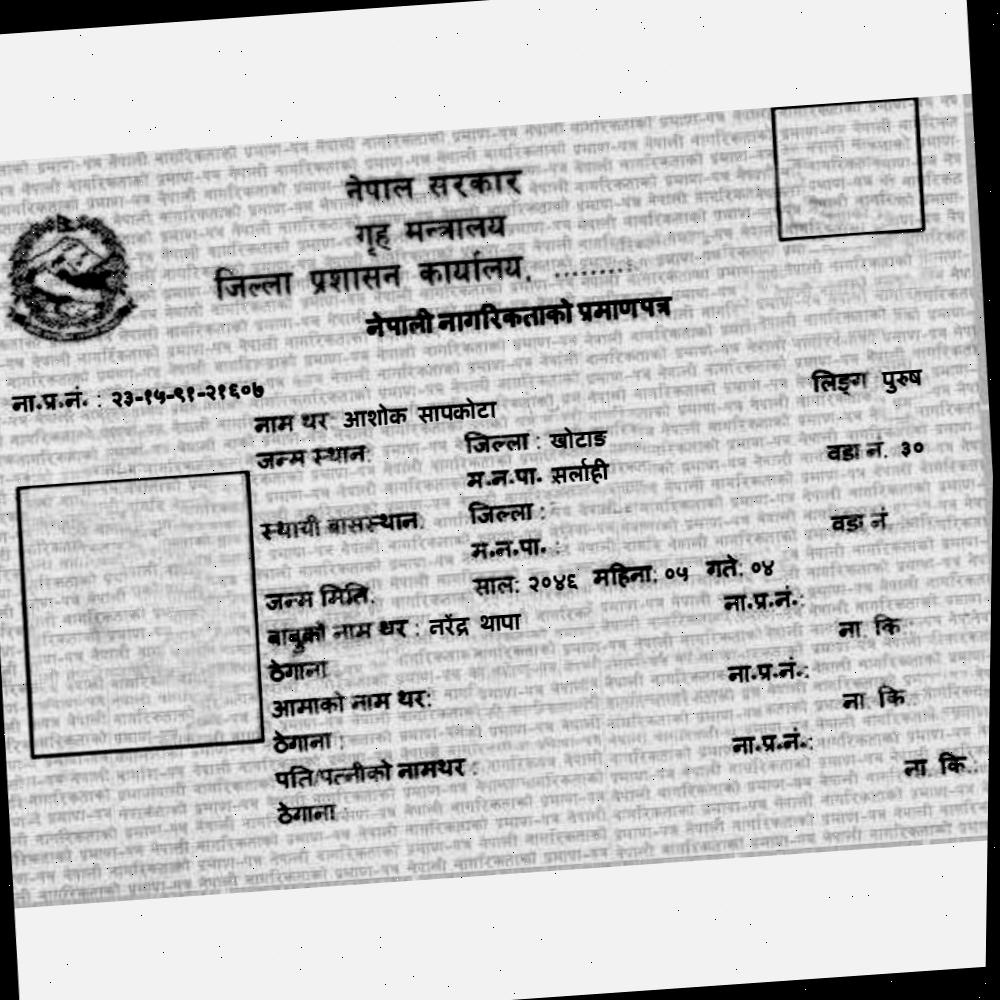 नेपाल सरकार
गृह मन्त्रालय
जिल्ला प्रशासन कार्यालय, .........
नेपाली नागरिकताको प्रमाणपत्र
ना.प्र.नं. : २३-१५-९१-२१६०७
लिङ्ग पुरुष
नाम थर आशोक सापकोटा
जन्म स्थान: जिल्ला : खोटाङ
म.न.पा. सर्लाही वडा नं. ३०
स्थायी बासस्थान: जिल्ला :
म.न.पा. : वडा नं
जन्म मिति. साल: २०४६ महिना: ०५ गते: ०४
बाबुको नाम थर : नरेंद्र थापा ना.प्र.नं.:
ठेगाना ना कि
आमाको नाम थर: ना.प्र.नं.:
ठेगाना : ना कि
पति/पत्नीको नामथर : ना.प्र.नं.:
ठेगाना ना कि